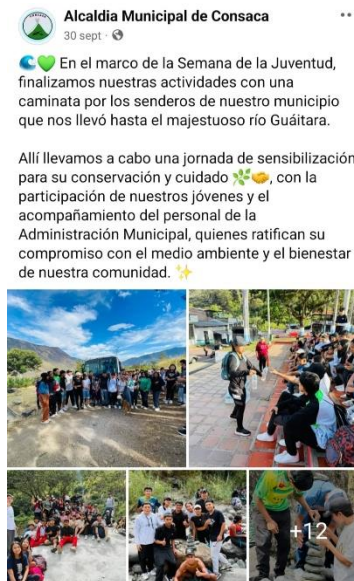 Alcaldia Municipal de Consaca
30 sept ·
🌊💚 En el marco de la Semana de la Juventud,
finalizamos nuestras actividades con una
caminata por los senderos de nuestro municipio
que nos llevó hasta el majestuoso río Guáitara.
Allí llevamos a cabo una jornada de sensibilización
para su conservación y cuidado 🌿🤝, con la
participación de nuestros jóvenes y el
acompañamiento del personal de la
Administración Municipal, quienes ratifican su
compromiso con el medio ambiente y el bienestar
de nuestra comunidad. ✨
+12